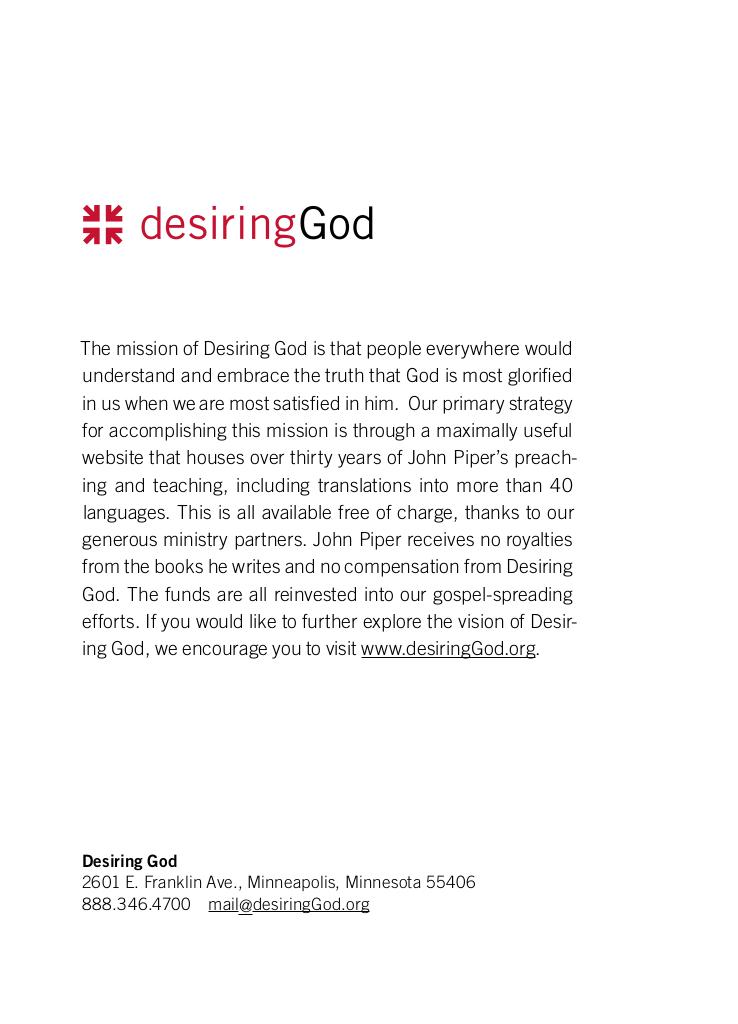 desiringGod
The mission of Desiring God is that people everywhere would
understand and embrace the truth that God is most glorified
in us when we are most satisfied in him.  Our primary strategy
for accomplishing this mission is through a maximally useful
website that houses over thirty years of John Piper’s preach-
ing and teaching, including translations into more than 40
languages. This is all available free of charge, thanks to our
generous ministry partners. John Piper receives no royalties
from the books he writes and no compensation from Desiring
God. The funds are all reinvested into our gospel-spreading
efforts. If you would like to further explore the vision of Desir-
ing God, we encourage you to visit www.desiringGod.org.
Desiring God
2601 E. Franklin Ave., Minneapolis, Minnesota 55406
888.346.4700   mail@desiringGod.org